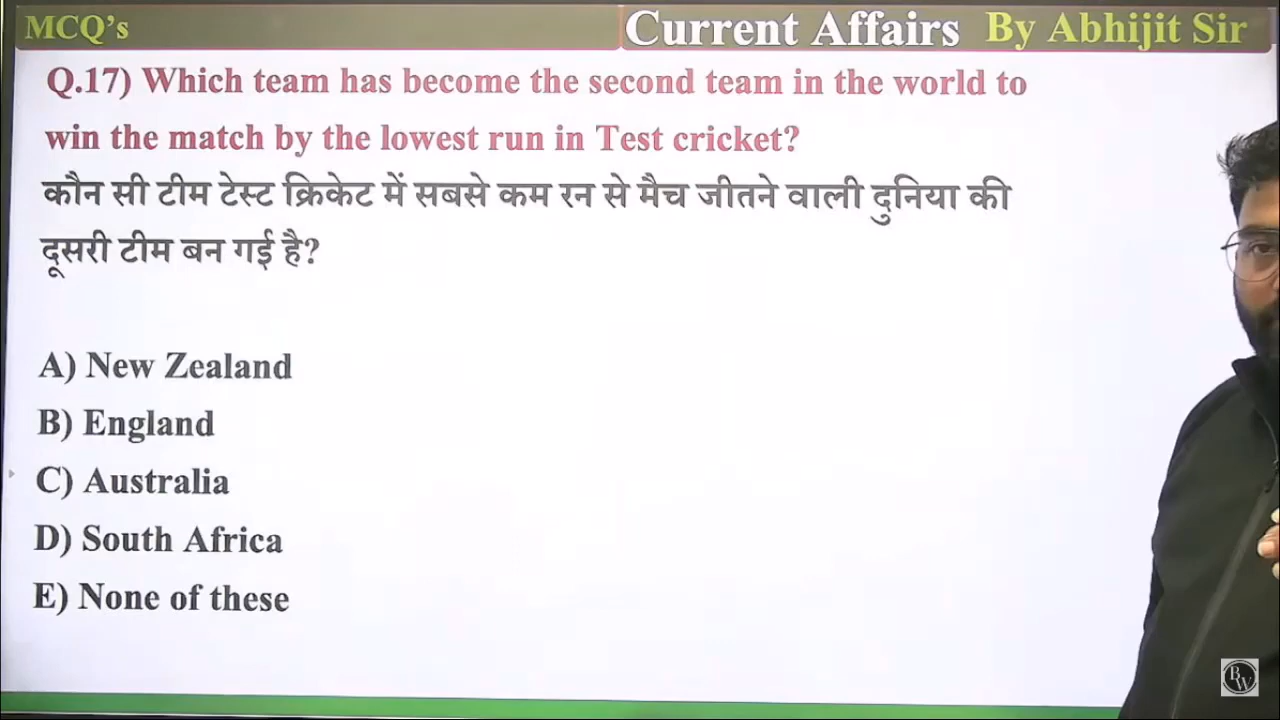 MCQ's
Current Affairs By Abhijit Sir
Q.17) Which team has become the second team in the world to
win the match by the lowest run in Test cricket?
कौन सी टीम टेस्ट क्रिकेट में सबसे कम रन से मैच जीतने वाली दुनिया की
दूसरी टीम बन गई है?
A) New Zealand
B) England
C) Australia
D) South Africa
E) None of these
PW